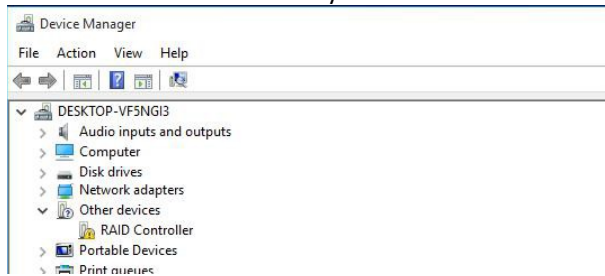 Device Manager
File Action View Help
DESKTOP-VF5NGI3
Audio inputs and outputs
Computer
Disk drives
Network adapters
Other devices
RAID Controller
Portable Devices
Print queues